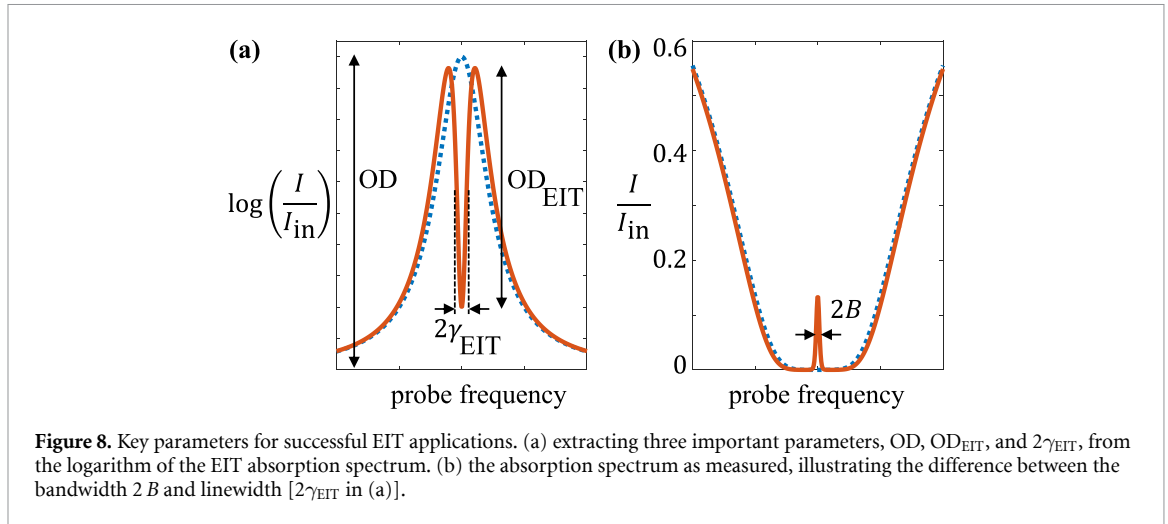 (a)
OD
OD_EIT
log(I/I_in)
2γ_EIT
probe frequency
(b)
0.6
0.4
I/I_in
0.2
0
2B
probe frequency
Figure 8. Key parameters for successful EIT applications. (a) extracting three important parameters, OD, OD_EIT, and 2γ_EIT, from
the logarithm of the EIT absorption spectrum. (b) the absorption spectrum as measured, illustrating the difference between the
bandwidth 2 B and linewidth [2γ_EIT in (a)].